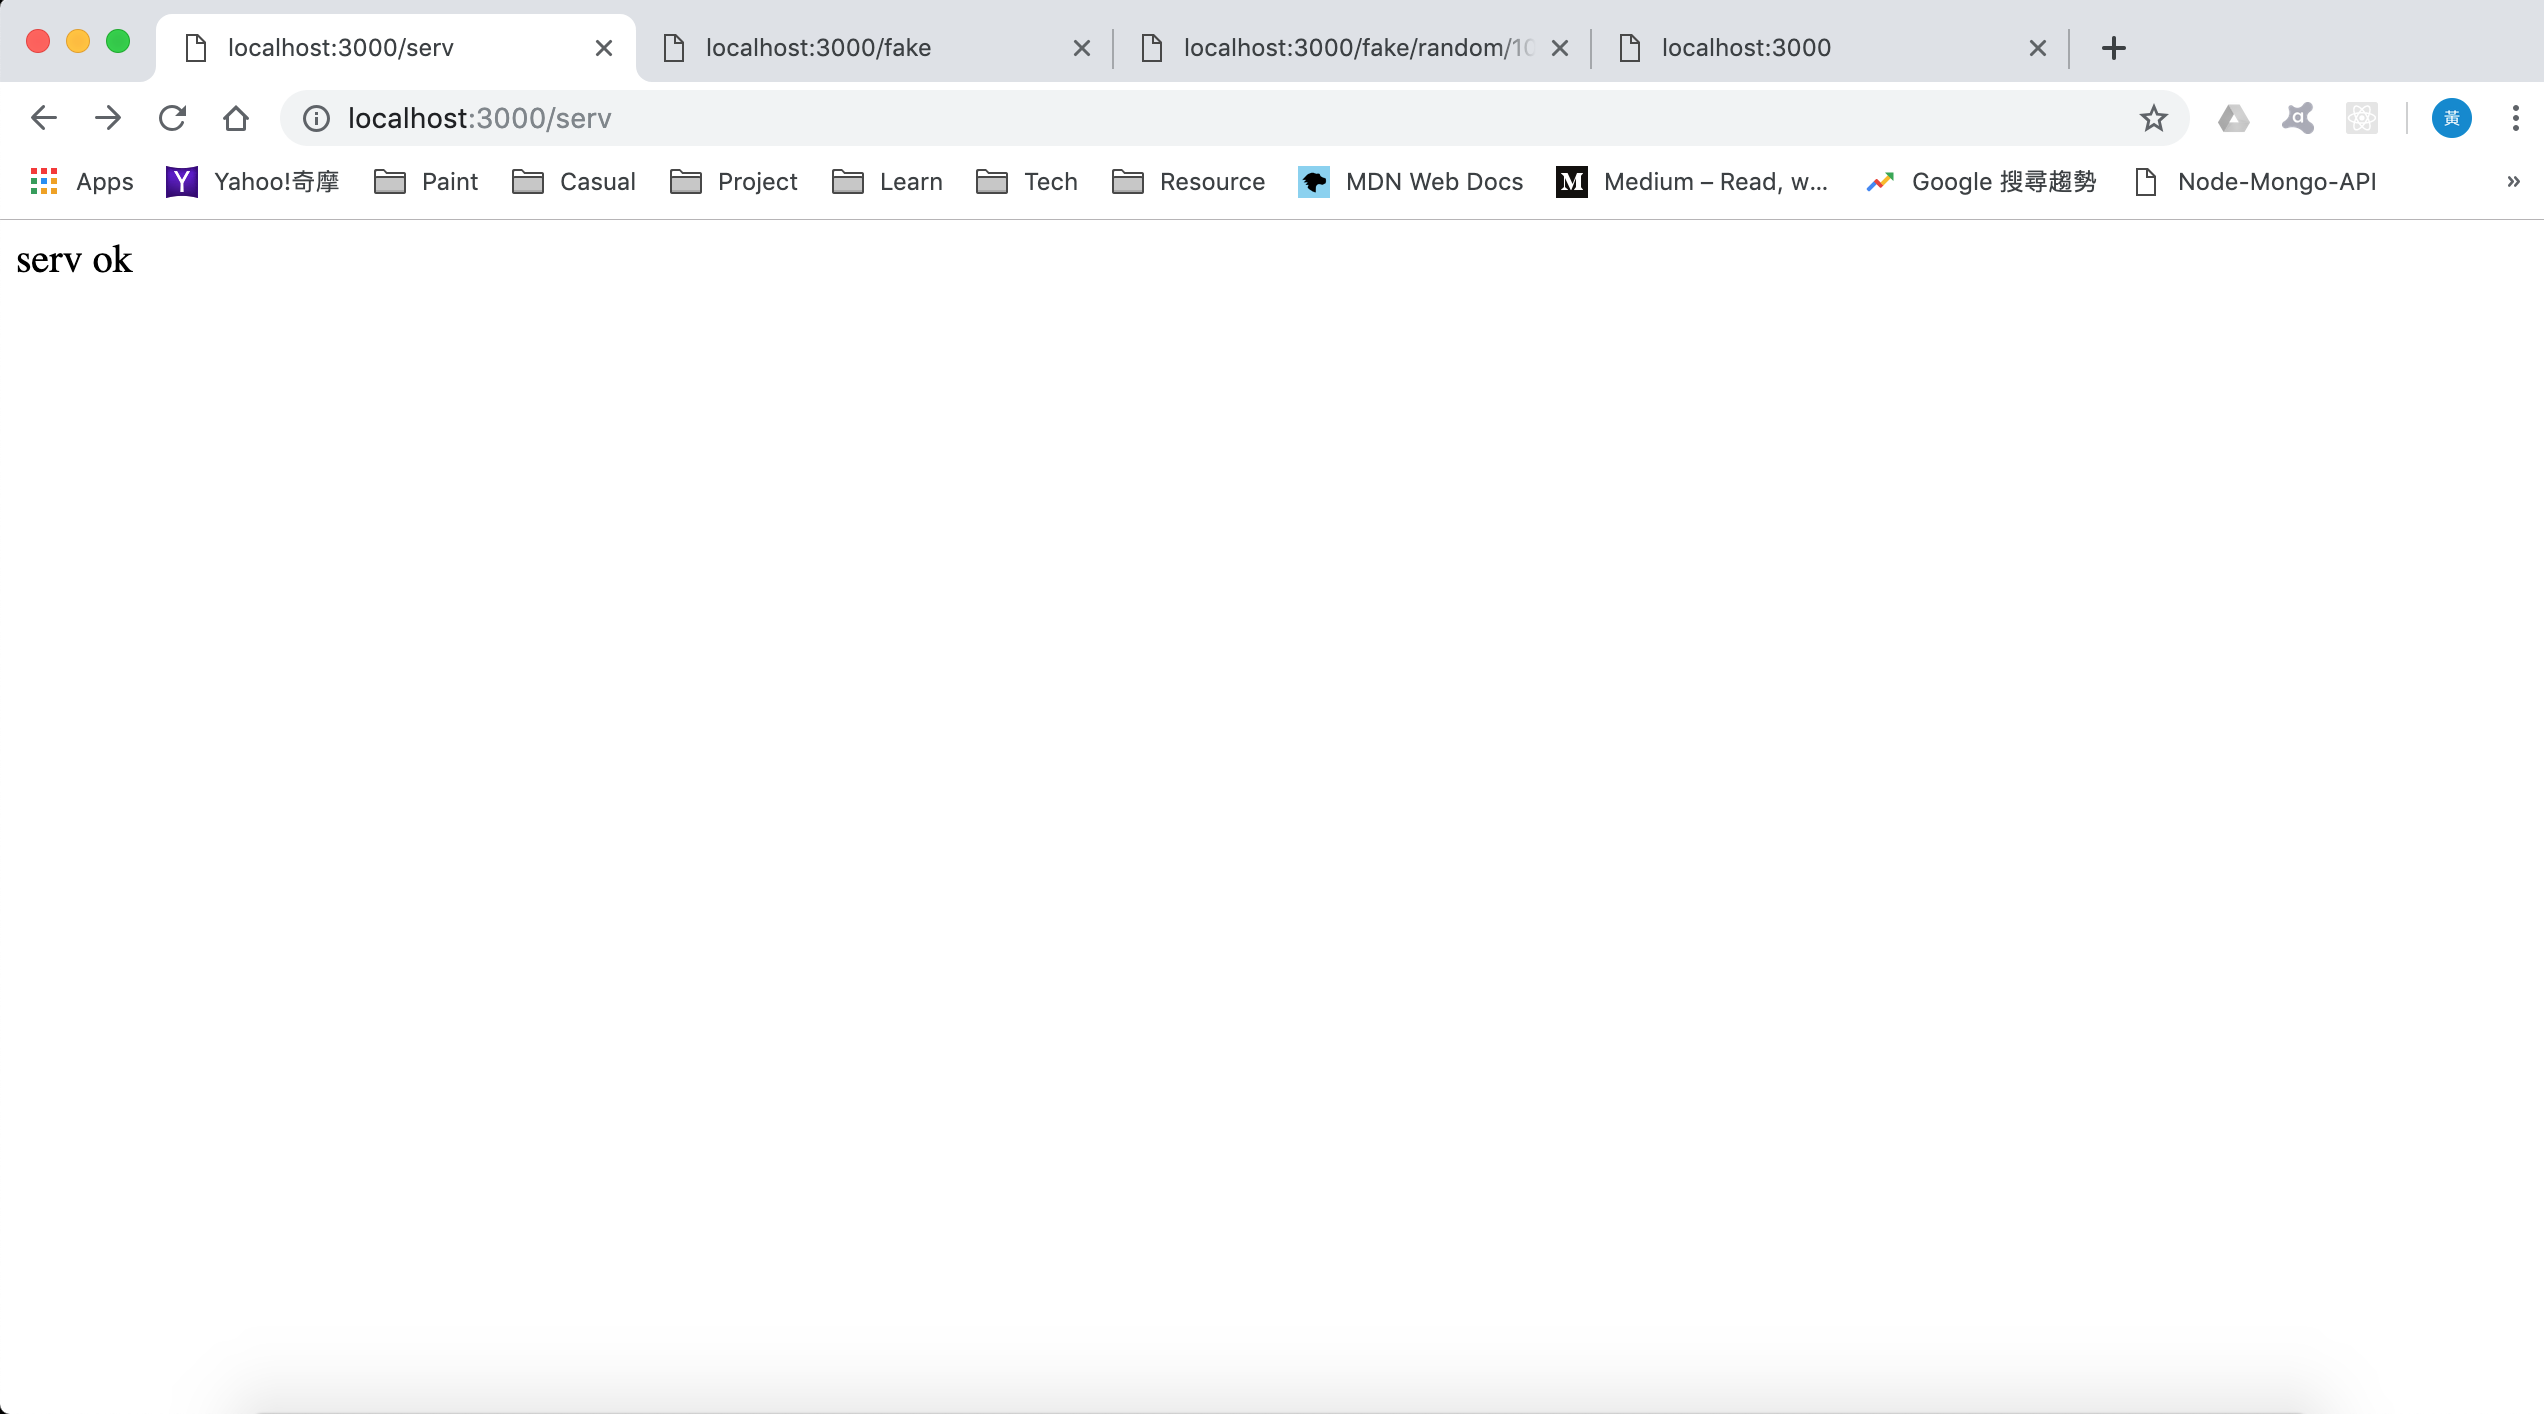 localhost:3000/serv localhost:3000/fake localhost:3000/fake/random/10 localhost:3000
localhost:3000/serv 黃
Apps Yahoo!奇摩 Paint Casual Project Learn Tech Resource MDN Web Docs M Medium – Read, w... Google 搜尋趨勢 Node-Mongo-API »
serv ok